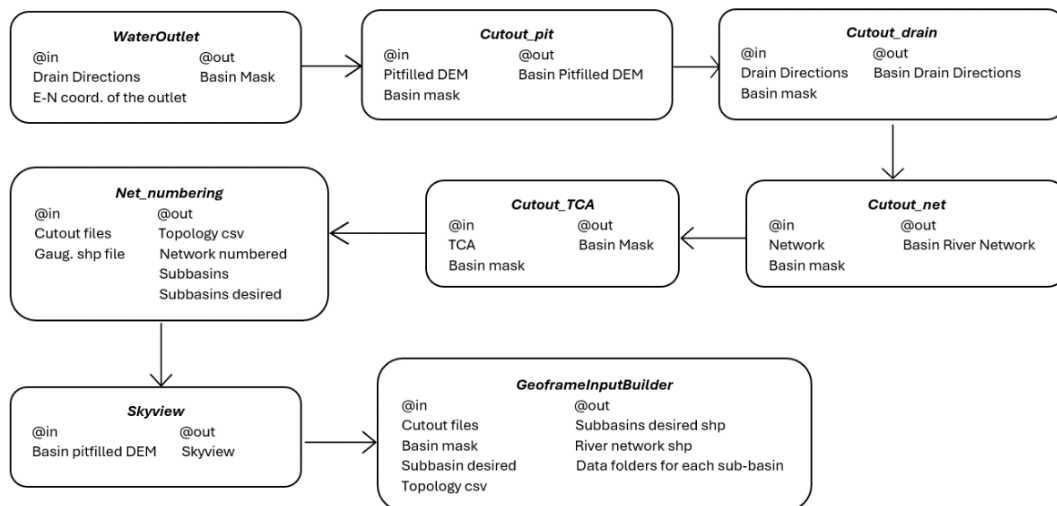 WaterOutlet
@in @out
Drain Directions Basin Mask
E-N coord. of the outlet
Cutout_pit
@in @out
Pitfilled DEM Basin Pitfilled DEM
Basin mask
Cutout_drain
@in @out
Drain Directions Basin Drain Directions
Basin mask
Net_numbering
@in @out
Cutout files Topology csv
Gaug. shp file Network numbered
Subbasins
Subbasins desired
Cutout_TCA
@in @out
TCA Basin Mask
Basin mask
Cutout_net
@in @out
Network Basin River Network
Basin mask
Skyview
@in @out
Basin pitfilled DEM Skyview
GeoframeInputBuilder
@in @out
Cutout files Subbasins desired shp
Basin mask River network shp
Subbasin desired Data folders for each sub-basin
Topology csv